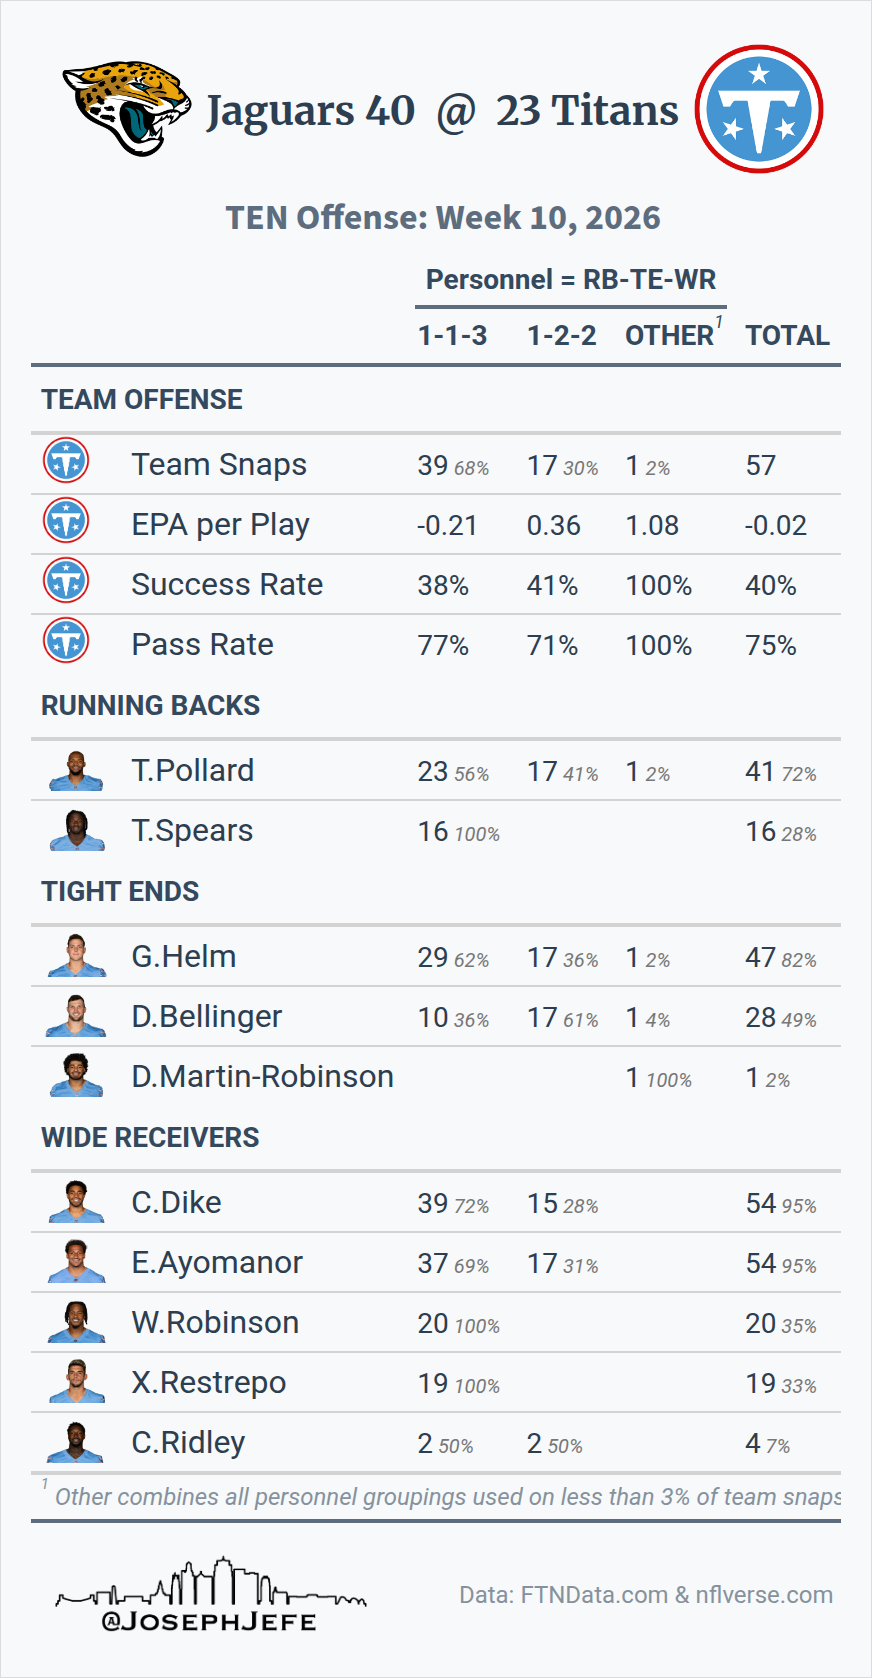 Jaguars 40 @ 23 Titans
TEN Offense: Week 10, 2026
Personnel = RB-TE-WR
1-1-3 1-2-2 OTHER1 TOTAL
TEAM OFFENSE
Team Snaps 39 68% 17 30% 1 2% 57
EPA per Play -0.21 0.36 1.08 -0.02
Success Rate 38% 41% 100% 40%
Pass Rate 77% 71% 100% 75%
RUNNING BACKS
T.Pollard 23 56% 17 41% 1 2% 41 72%
T.Spears 16 100% 16 28%
TIGHT ENDS
G.Helm 29 62% 17 36% 1 2% 47 82%
D.Bellinger 10 36% 17 61% 1 4% 28 49%
D.Martin-Robinson 1 100% 1 2%
WIDE RECEIVERS
C.Dike 39 72% 15 28% 54 95%
E.Ayomanor 37 69% 17 31% 54 95%
W.Robinson 20 100% 20 35%
X.Restrepo 19 100% 19 33%
C.Ridley 2 50% 2 50% 4 7%
1 Other combines all personnel groupings used on less than 3% of team snaps
@JosephJefe
Data: FTNData.com & nflverse.com